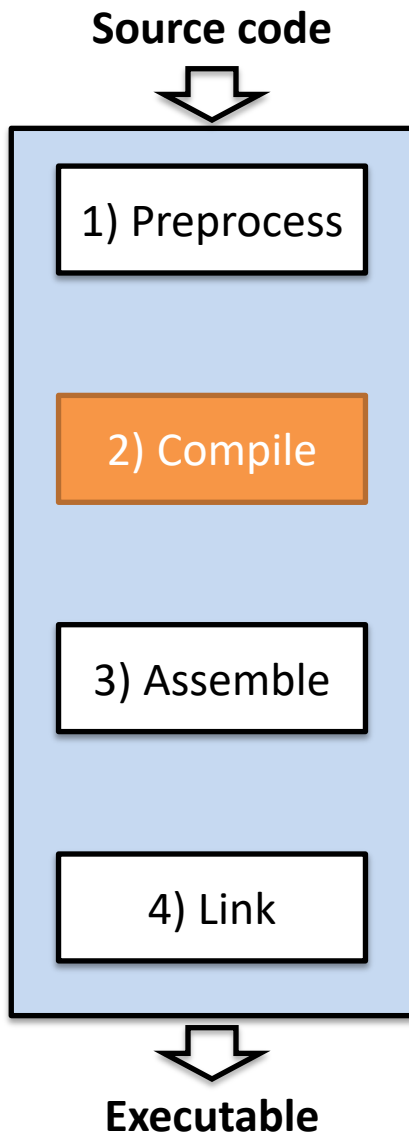 Source code
1) Preprocess
2) Compile
3) Assemble
4) Link
Executable